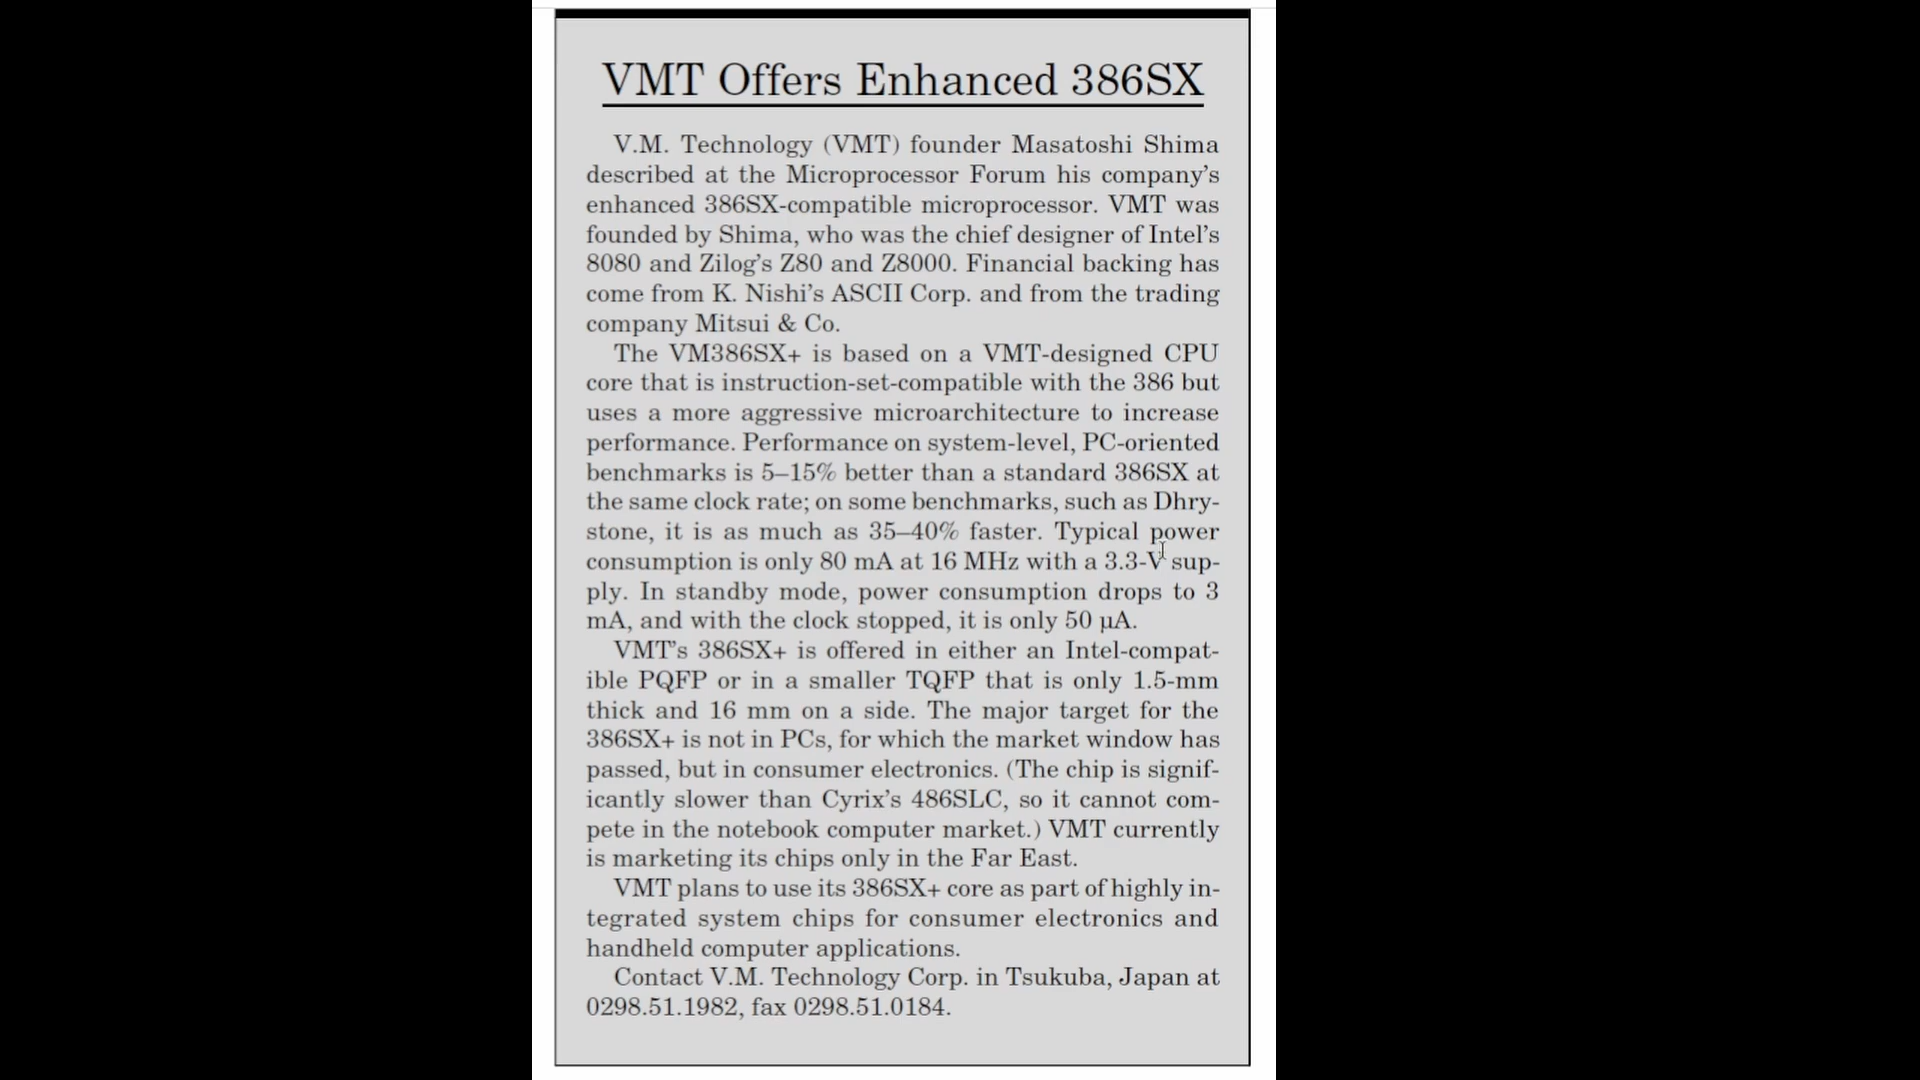 VMT Offers Enhanced 386SX
V.M. Technology (VMT) founder Masatoshi Shima
described at the Microprocessor Forum his company's
enhanced 386SX-compatible microprocessor. VMT was
founded by Shima, who was the chief designer of Intel's
8080 and Zilog's Z80 and Z8000. Financial backing has
come from K. Nishi's ASCII Corp. and from the trading
company Mitsui & Co.
The VM386SX+ is based on a VMT-designed CPU
core that is instruction-set-compatible with the 386 but
uses a more aggressive microarchitecture to increase
performance. Performance on system-level, PC-oriented
benchmarks is 5–15% better than a standard 386SX at
the same clock rate; on some benchmarks, such as Dhry-
stone, it is as much as 35–40% faster. Typical power
consumption is only 80 mA at 16 MHz with a 3.3-V sup-
ply. In standby mode, power consumption drops to 3
mA, and with the clock stopped, it is only 50 µA.
VMT's 386SX+ is offered in either an Intel-compat-
ible PQFP or in a smaller TQFP that is only 1.5-mm
thick and 16 mm on a side. The major target for the
386SX+ is not in PCs, for which the market window has
passed, but in consumer electronics. (The chip is signif-
icantly slower than Cyrix's 486SLC, so it cannot com-
pete in the notebook computer market.) VMT currently
is marketing its chips only in the Far East.
VMT plans to use its 386SX+ core as part of highly in-
tegrated system chips for consumer electronics and
handheld computer applications.
Contact V.M. Technology Corp. in Tsukuba, Japan at
0298.51.1982, fax 0298.51.0184.